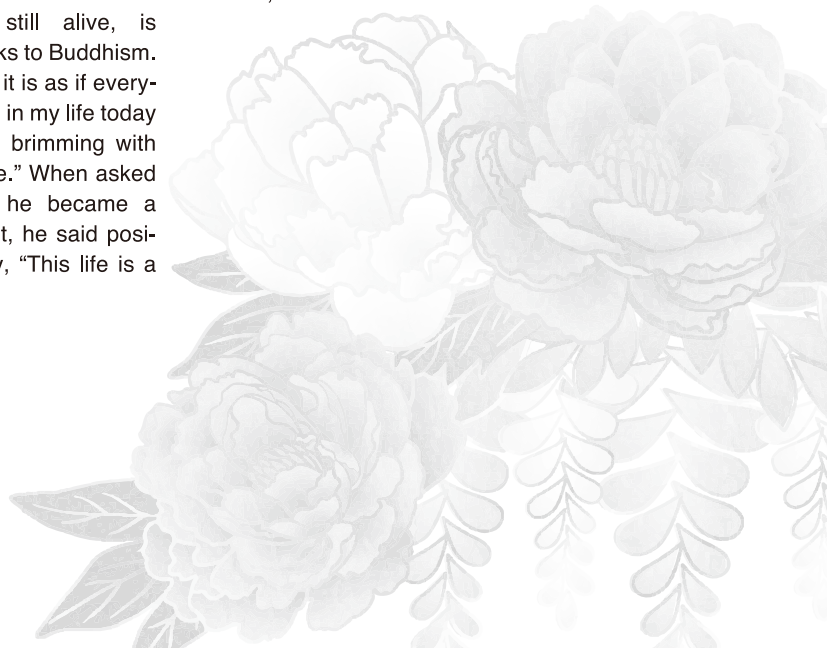 still alive, is
ks to Buddhism.
it is as if every-
in my life today
brimming with
e.” When asked
he became a
t, he said posi-
y, “This life is a